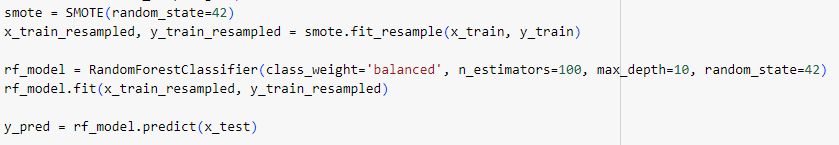 smote = SMOTE(random_state=42)
x_train_resampled, y_train_resampled = smote.fit_resample(x_train, y_train)
rf_model = RandomForestClassifier(class_weight='balanced', n_estimators=100, max_depth=10, random_state=42)
rf_model.fit(x_train_resampled, y_train_resampled)
y_pred = rf_model.predict(x_test)